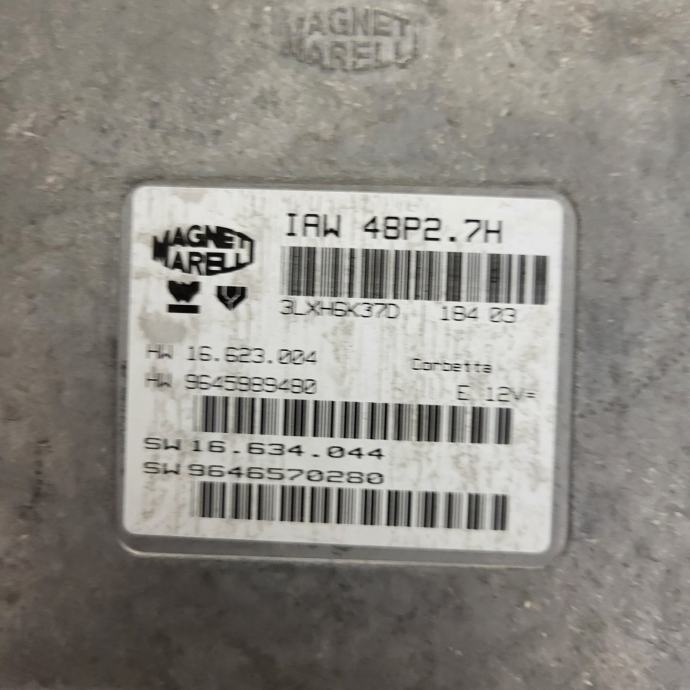 MAGNETI
MARELLI
IAW 48P2.7H
MAGNETI
MARELLI
3LXH6K37D 184 03
HW 16.623.004 Corbetta
HW 9645989480 E 12V=
SW 16.634.044
SW 9646570280